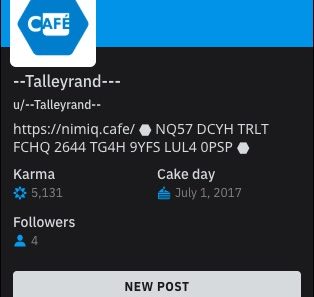 CAFÉ
--Talleyrand---
u/--Talleyrand--
https://nimiq.cafe/ ⬢ NQ57 DCYH TRLT
FCHQ 2644 TG4H 9YFS LUL4 0PSP ⬢
Karma Cake day
5,131 July 1, 2017
Followers
4
NEW POST